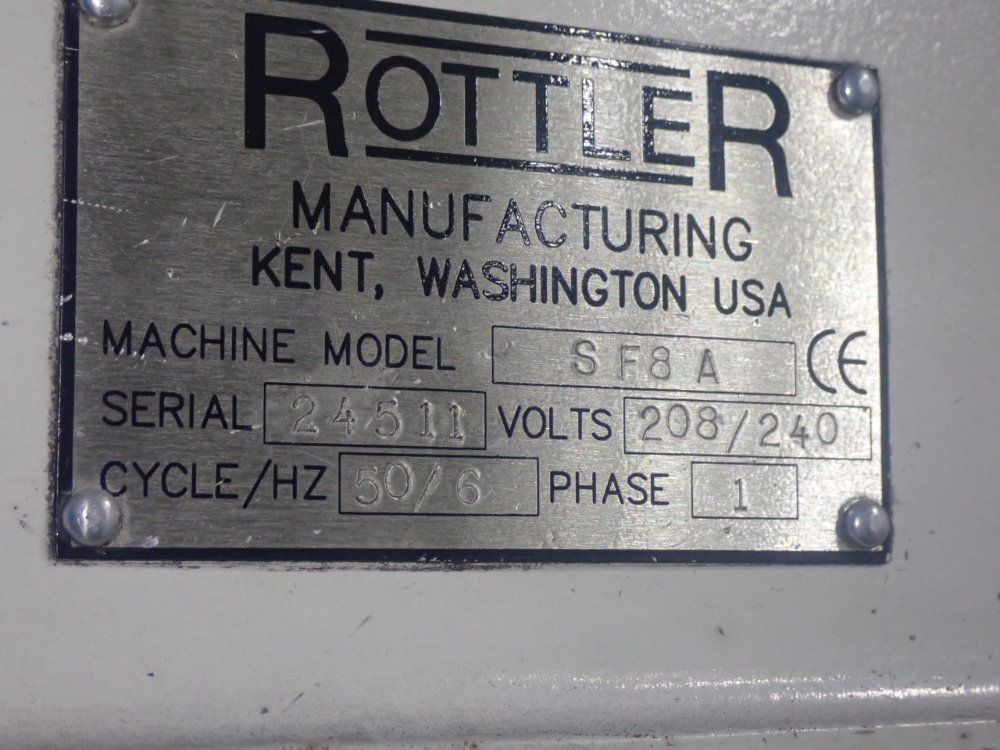 ROTTLER
MANUFACTURING
KENT, WASHINGTON USA
MACHINE MODEL SF8A CE
SERIAL 24511 VOLTS 208/240
CYCLE/HZ 50/6 PHASE 1